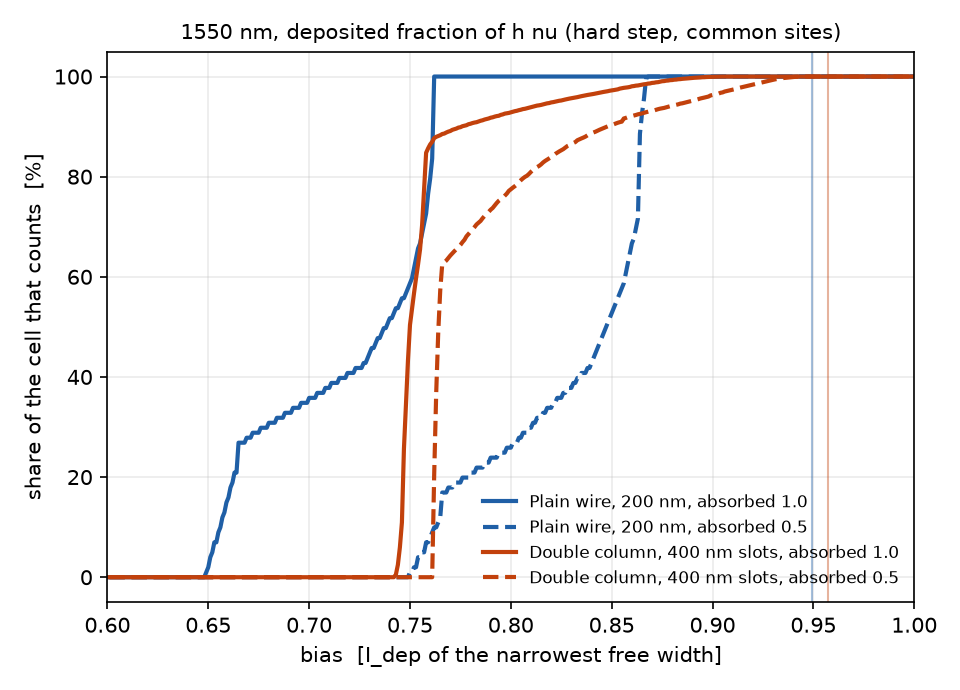 1550 nm, deposited fraction of h nu (hard step, common sites)
share of the cell that counts [%]
100
80
60
40
20
0
Plain wire, 200 nm, absorbed 1.0
Plain wire, 200 nm, absorbed 0.5
Double column, 400 nm slots, absorbed 1.0
Double column, 400 nm slots, absorbed 0.5
0.60 0.65 0.70 0.75 0.80 0.85 0.90 0.95 1.00
bias [I_dep of the narrowest free width]